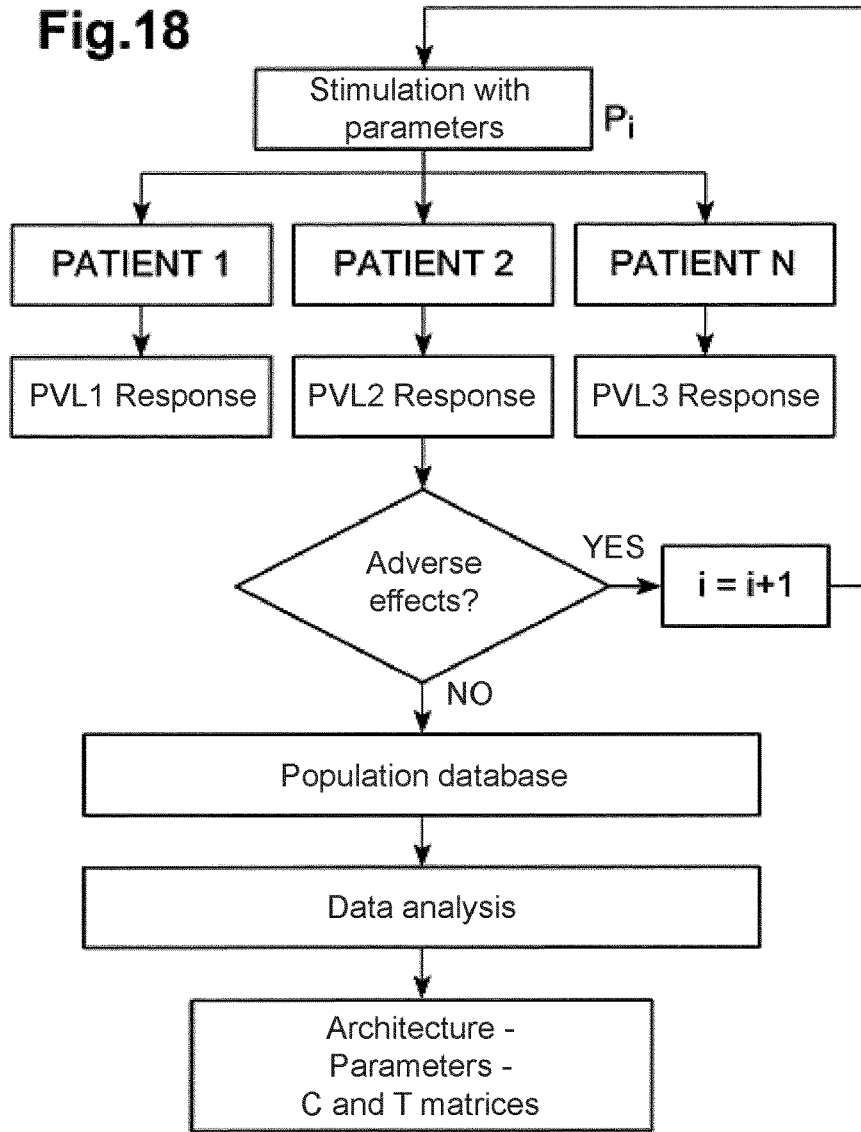 Fig.18
Stimulation with
parameters
Pi
PATIENT 1
PATIENT 2
PATIENT N
PVL1 Response
PVL2 Response
PVL3 Response
Adverse
effects?
YES
i = i+1
NO
Population database
Data analysis
Architecture -
Parameters -
C and T matrices